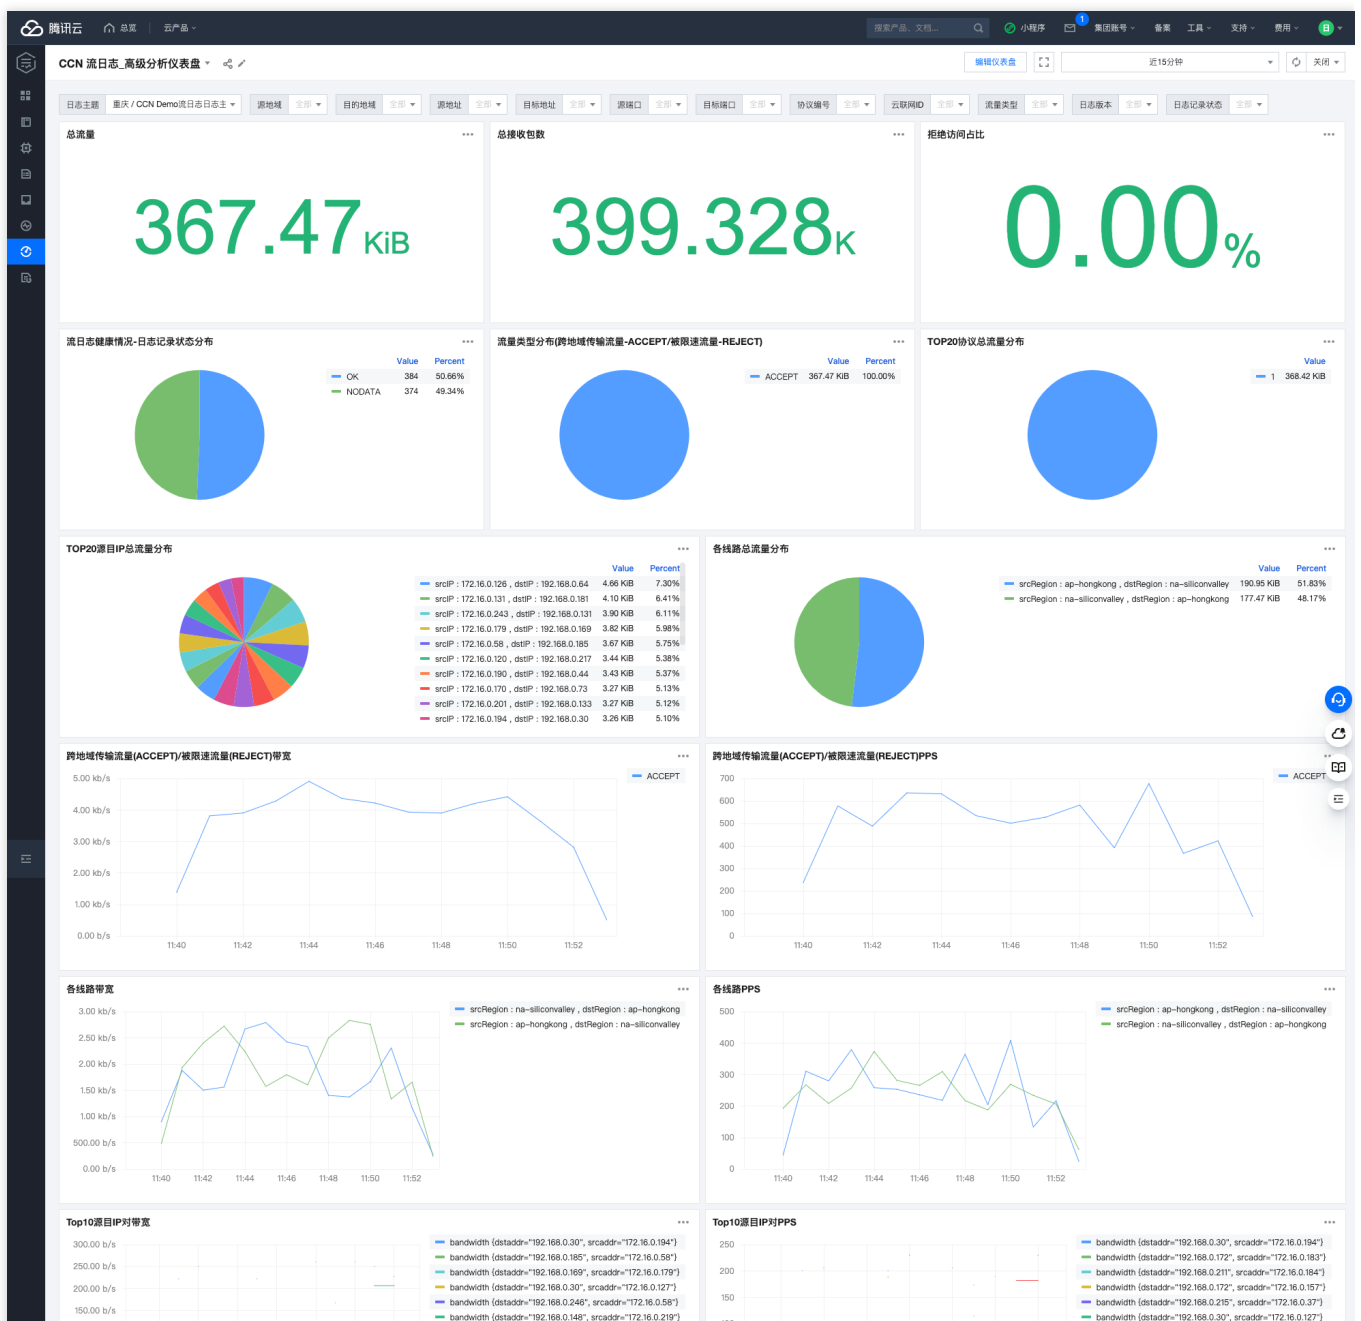 腾讯云 总览 云产品 搜索产品、文档... 小程序 1 集团账号 备案 工具 支持 费用
CCN 流日志_高级分析仪表盘 编辑仪表盘 近15分钟 关闭
日志主题 重庆 / CCN Demo流日志日志主 源地域 全部 目的地域 全部 源地址 全部 目标地址 全部 源端口 全部 目标端口 全部 协议编号 全部 云联网ID 全部 流量类型 全部 日志版本 全部 日志记录状态 全部
总流量
367.47 KiB
总接收包数
399.328 K
拒绝访问占比
0.00 %
流日志健康情况-日志记录状态分布
Value Percent
OK 384 50.66%
NODATA 374 49.34%
流量类型分布(跨地域传输流量-ACCEPT/被限速流量-REJECT)
Value Percent
ACCEPT 367.47 KiB 100.00%
TOP20协议总流量分布
Value
1 368.42 KiB
TOP20源目IP总流量分布
Value Percent
srcIP : 172.16.0.126 , dstIP : 192.168.0.64 4.66 KiB 7.30%
srcIP : 172.16.0.131 , dstIP : 192.168.0.181 4.10 KiB 6.41%
srcIP : 172.16.0.243 , dstIP : 192.168.0.131 3.90 KiB 6.11%
srcIP : 172.16.0.179 , dstIP : 192.168.0.169 3.82 KiB 5.98%
srcIP : 172.16.0.58 , dstIP : 192.168.0.185 3.67 KiB 5.75%
srcIP : 172.16.0.120 , dstIP : 192.168.0.217 3.44 KiB 5.38%
srcIP : 172.16.0.190 , dstIP : 192.168.0.44 3.43 KiB 5.37%
srcIP : 172.16.0.170 , dstIP : 192.168.0.73 3.27 KiB 5.13%
srcIP : 172.16.0.201 , dstIP : 192.168.0.133 3.27 KiB 5.12%
srcIP : 172.16.0.194 , dstIP : 192.168.0.30 3.26 KiB 5.10%
各线路总流量分布
Value Percent
srcRegion : ap-hongkong , dstRegion : na-siliconvalley 190.95 KiB 51.83%
srcRegion : na-siliconvalley , dstRegion : ap-hongkong 177.47 KiB 48.17%
跨地域传输流量(ACCEPT)/被限速流量(REJECT)带宽
ACCEPT
5.00 kb/s
4.00 kb/s
3.00 kb/s
2.00 kb/s
1.00 kb/s
0.00 b/s
11:40 11:42 11:44 11:46 11:48 11:50 11:52
跨地域传输流量(ACCEPT)/被限速流量(REJECT)PPS
ACCEPT
700
600
500
400
300
200
100
0
11:40 11:42 11:44 11:46 11:48 11:50 11:52
各线路带宽
srcRegion : na-siliconvalley , dstRegion : ap-hongkong
srcRegion : ap-hongkong , dstRegion : na-siliconvalley
3.00 kb/s
2.50 kb/s
2.00 kb/s
1.50 kb/s
1.00 kb/s
500.00 b/s
0.00 b/s
11:40 11:42 11:44 11:46 11:48 11:50 11:52
各线路PPS
srcRegion : ap-hongkong , dstRegion : na-siliconvalley
srcRegion : na-siliconvalley , dstRegion : ap-hongkong
500
400
300
200
100
0
11:40 11:42 11:44 11:46 11:48 11:50 11:52
Top10源目IP对带宽
300.00 b/s
250.00 b/s
200.00 b/s
150.00 b/s
bandwidth {dstaddr="192.168.0.30", srcaddr="172.16.0.194"}
bandwidth {dstaddr="192.168.0.185", srcaddr="172.16.0.58"}
bandwidth {dstaddr="192.168.0.169", srcaddr="172.16.0.179"}
bandwidth {dstaddr="192.168.0.30", srcaddr="172.16.0.127"}
bandwidth {dstaddr="192.168.0.246", srcaddr="172.16.0.58"}
bandwidth {dstaddr="192.168.0.148", srcaddr="172.16.0.219"}
Top10源目IP对PPS
250
200
150
bandwidth {dstaddr="192.168.0.30", srcaddr="172.16.0.194"}
bandwidth {dstaddr="192.168.0.172", srcaddr="172.16.0.183"}
bandwidth {dstaddr="192.168.0.211", srcaddr="172.16.0.184"}
bandwidth {dstaddr="192.168.0.172", srcaddr="172.16.0.157"}
bandwidth {dstaddr="192.168.0.215", srcaddr="172.16.0.37"}
bandwidth {dstaddr="192.168.0.30", srcaddr="172.16.0.127"}